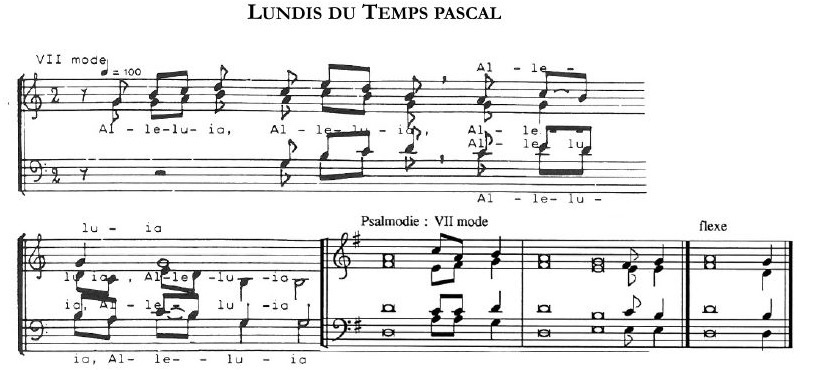 LUNDIS DU TEMPS PASCAL
VII mode
♩ = 100
Al - le -
Al - le-lu- ia, Al - le- lu - ia, Al- le- -
Al- le lu
Al - le- lu -
lu - ia
lu ia, Al-le -lu -ia
ia, Al - le- lu -ia
ia, Al- le- - lu - ia
Psalmodie : VII mode
flexe